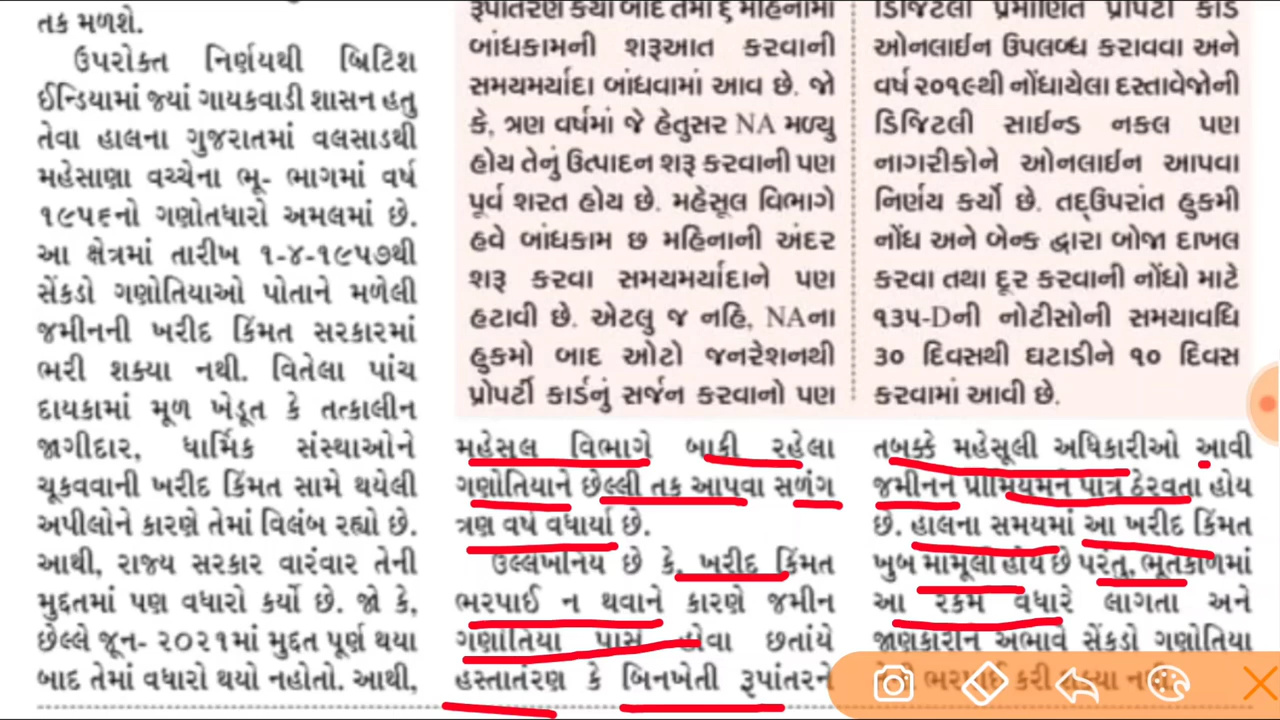 તક મળશે.
ઉપરોક્ત નિર્ણયથી બ્રિટિશ
ઈન્ડિયામાં જ્યાં ગાયકવાડી શાસન હતુ
તેવા હાલના ગુજરાતમાં વલસાડથી
મહેસાણા વચ્ચેના ભૂ- ભાગમાં વર્ષ
૧૯૫૬નો ગણોતધારો અમલમાં છે.
આ ક્ષેત્રમાં તારીખ ૧-૪-૧૯૫૭થી
સેંકડો ગણોતિયાઓ પોતાને મળેલી
જમીનની ખરીદ કિંમત સરકારમાં
ભરી શક્યા નથી. વિતેલા પાંચ
દાયકામાં મૂળ ખેડૂત કે તત્કાલીન
જાગીદાર, ધાર્મિક સંસ્થાઓને
ચૂકવવાની ખરીદ કિંમત સામે થયેલી
અપીલોને કારણે તેમાં વિલંબ રહ્યો છે.
આથી, રાજ્ય સરકાર વારંવાર તેની
મુદ્દતમાં પણ વધારો કર્યો છે. જો કે,
છેલ્લે જૂન- ૨૦૨૧માં મુદ્દત પૂર્ણ થયા
બાદ તેમાં વધારો થયો નહોતો. આથી,
રૂપાંતરણ કર્યા બાદ તેમાં ૬ મહિનામાં
બાંધકામની શરૂઆત કરવાની
સમયમર્યાદા બાંધવામાં આવ છે. જો
કે, ત્રણ વર્ષમાં જે હેતુસર NA મળ્યુ
હોય તેનું ઉત્પાદન શરૂ કરવાની પણ
પૂર્વ શરત હોય છે. મહેસૂલ વિભાગે
હવે બાંધકામ છ મહિનાની અંદર
શરૂ કરવા સમયમર્યાદાને પણ
હટાવી છે. એટલુ જ નહિ, NAના
હુકમો બાદ ઓટો જનરેશનથી
પ્રોપર્ટી કાર્ડનું સર્જન કરવાનો પણ
ડિજિટલી પ્રમાણિત પ્રોપર્ટી કાર્ડ
ઓનલાઈન ઉપલબ્ધ કરાવવા અને
વર્ષ ૨૦૧૯થી નોંધાયેલા દસ્તાવેજોની
ડિજિટલી સાઈન્ડ નકલ પણ
નાગરીકોને ઓનલાઈન આપવા
નિર્ણય કર્યો છે. તદ્ઉપરાંત હુકમી
નોંધ અને બેન્ક દ્વારા બોજા દાખલ
કરવા તથા દૂર કરવાની નોંધો માટે
૧૩૫-Dની નોટીસોની સમયાવધિ
૩૦ દિવસથી ઘટાડીને ૧૦ દિવસ
કરવામાં આવી છે.
મહેસૂલ વિભાગે બાકી રહેલા
ગણોતિયાને છેલ્લી તક આપવા સળંગ
ત્રણ વર્ષ વધાર્યા છે.
ઉલ્લેખનિય છે કે, ખરીદ કિંમત
ભરપાઈ ન થવાને કારણે જમીન
ગણોતિયા પાસે હોવા છતાંયે
હસ્તાતંરણ કે બિનખેતી રૂપાંતરને
તબક્કે મહેસૂલી અધિકારીઓ આવી
જમીનને પ્રીમિયમને પાત્ર ઠેરવતા હોય
છે. હાલના સમયમાં આ ખરીદ કિંમત
ખુબ મામૂલી હોય છે પરંતુ, ભૂતકાળમાં
આ રકમ વધારે લાગતા અને
જાણકારીને અભાવે સેંકડો ગણોતિયા
ભરપાઈ કરી શક્યા નથી.